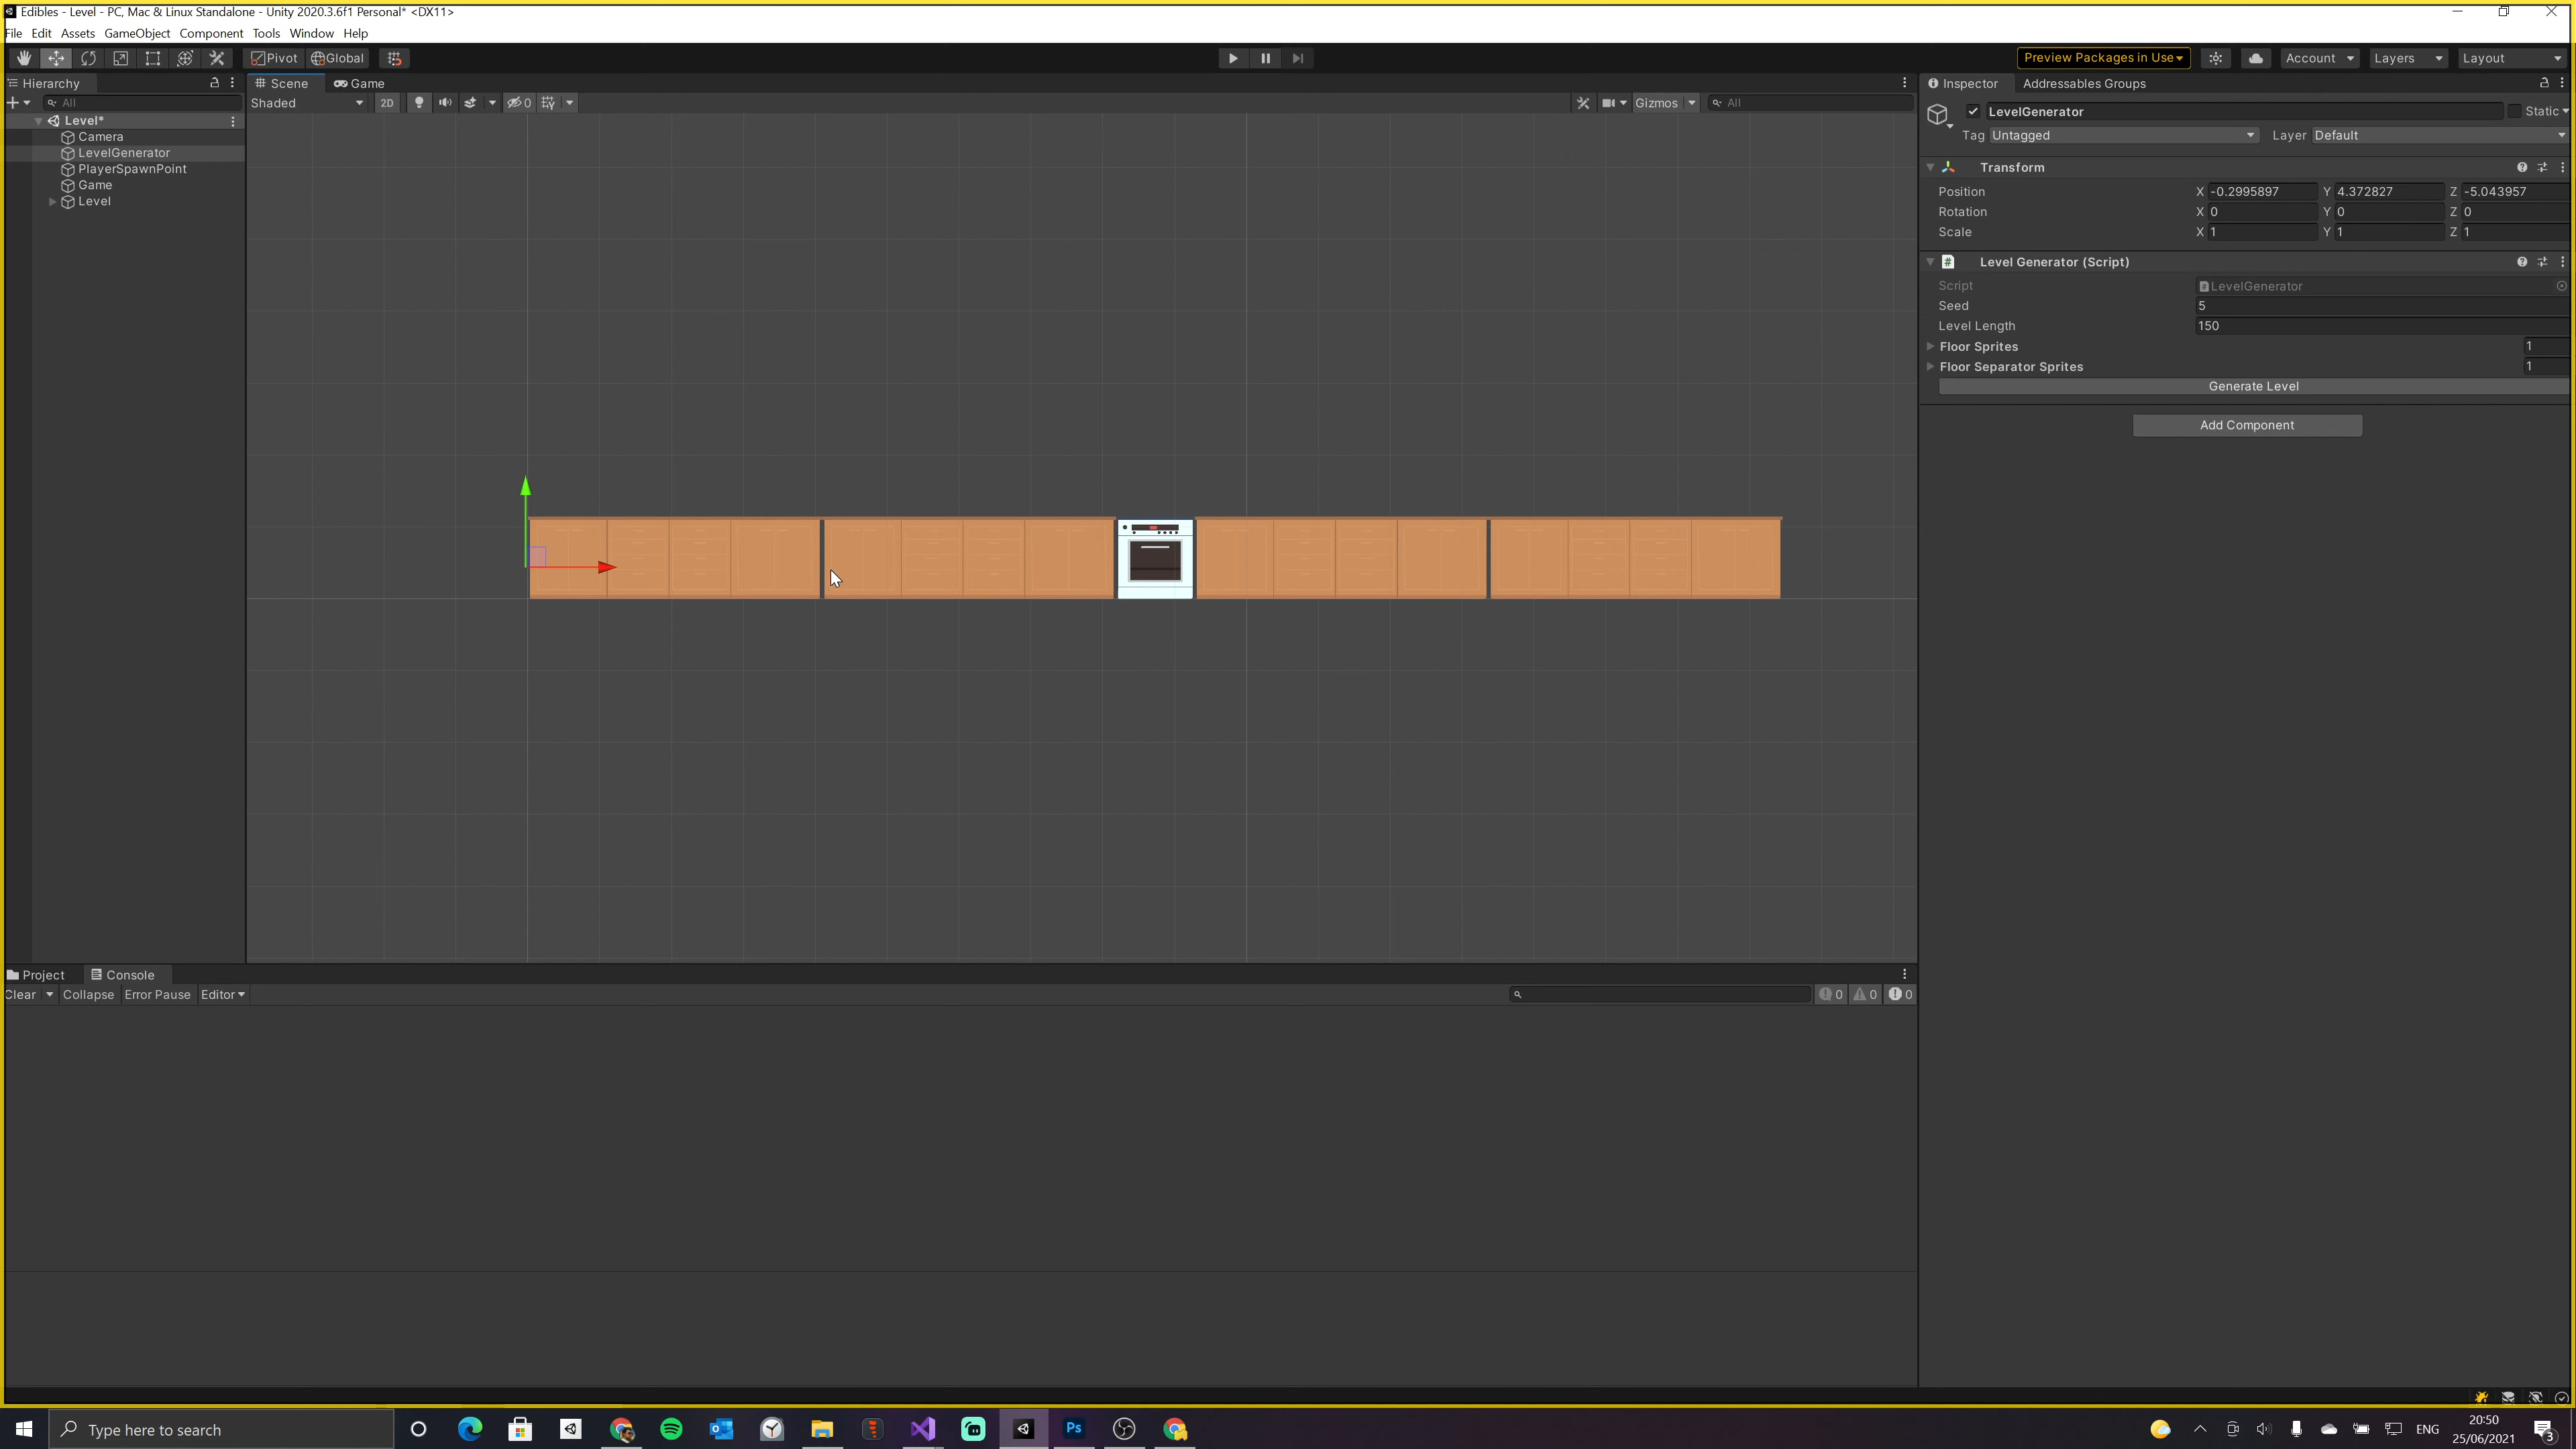 Edibles - Level - PC, Mac & Linux Standalone - Unity 2020.3.6f1 Personal* <DX11>
File Edit Assets GameObject Component Tools Window Help
Pivot Global Preview Packages in Use Account Layers Layout
Hierarchy Scene Game Inspector Addressables Groups
All Shaded 2D 0 Gizmos All
LevelGenerator Static
Level*
Camera
LevelGenerator
PlayerSpawnPoint
Game
Level
Tag Untagged Layer Default
Transform
Position X -0.2995897 Y 4.372827 Z -5.043957
Rotation X 0 Y 0 Z 0
Scale X 1 Y 1 Z 1
# Level Generator (Script)
Script LevelGenerator
Seed 5
Level Length 150
Floor Sprites 1
Floor Separator Sprites 1
Generate Level
Add Component
Project Console
Clear Collapse Error Pause Editor 0 0 0
Type here to search
Ps
ENG
20:50
25/06/2021
3